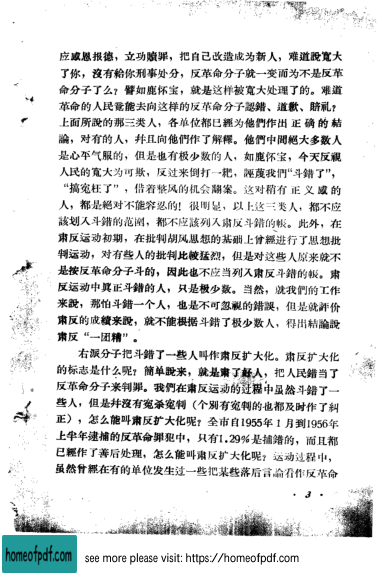 应感恩报德，立功赎罪，把自己改造成为新人，难道說寬大
了你，沒有給你刑事处分，反革命分子就一变而为不是反革
命分子了么？譬如鹿怀宝，就是这样被寬大处理了的。难道
革命的人民竟能去向这样的反革命分子認錯、道歉、賠礼？
上面所說的那三类人，各单位都已經为他們作出正确的結
論，对有的人，幷且向他們作了解釋。他們中間絕大多数人
是心平气服的，但是也有极少数的人，如鹿怀宝，今天反视
人民的寬大为可欺，反过来倒打一耙，誣蔑我們“斗錯了”，
“搞寃枉了”，借着整风的机会翻案。这对稍有正义感的
人，都是絕对不能容忍的！很明显，以上这三类人，都不应
該划入斗錯的范围，都不应該列入肃反斗錯的帳。此外，在
肃反运动初期，在批判胡风思想的基础上曾經进行了思想批
判运动，对有些人的批判比較猛烈，但是对这些人原来就不
是按反革命分子斗的，因此也不应当列入肃反斗錯的帳。肃
反运动中真正斗錯的人，只是极少数。当然，就我們的工作
来說，那怕斗錯一个人，也是不可忽视的錯誤，但是就評价
肃反的成績来說，就不能根据斗錯了极少数人，得出結論說
肃反“一团糟”。
右派分子把斗錯了一些人叫作肃反扩大化。肃反扩大化
的标志是什么呢？簡单說来，就是肃了好人，把人民錯当了
反革命分子来判罪。我們在肃反运动的过程中虽然斗錯了一
些人，但是幷沒有寃杀寃判（个別有寃判的也都及时作了糾
正），怎么能叫肃反扩大化呢？全市自1955年1月到1956年
上半年逮捕的反革命罪犯中，只有1.29%是捕錯的，而且都
已經作了善后处理，怎么能叫肃反扩大化呢？运动过程中，
虽然曾經在有的单位发生过一些把某些落后言論看作反革命
· 3 ·
homeofpdf.com
see more please visit: https://homeofpdf.com